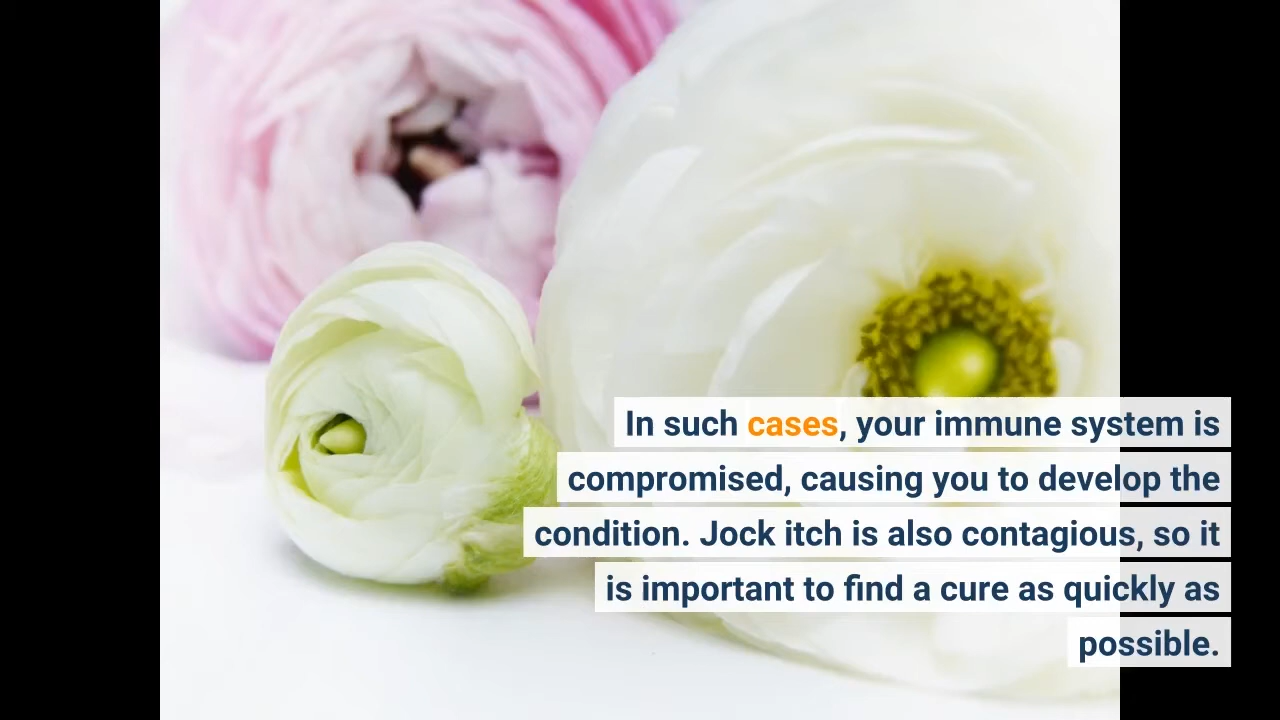 In such cases, your immune system is
compromised, causing you to develop the
condition. Jock itch is also contagious, so it
is important to find a cure as quickly as
possible.